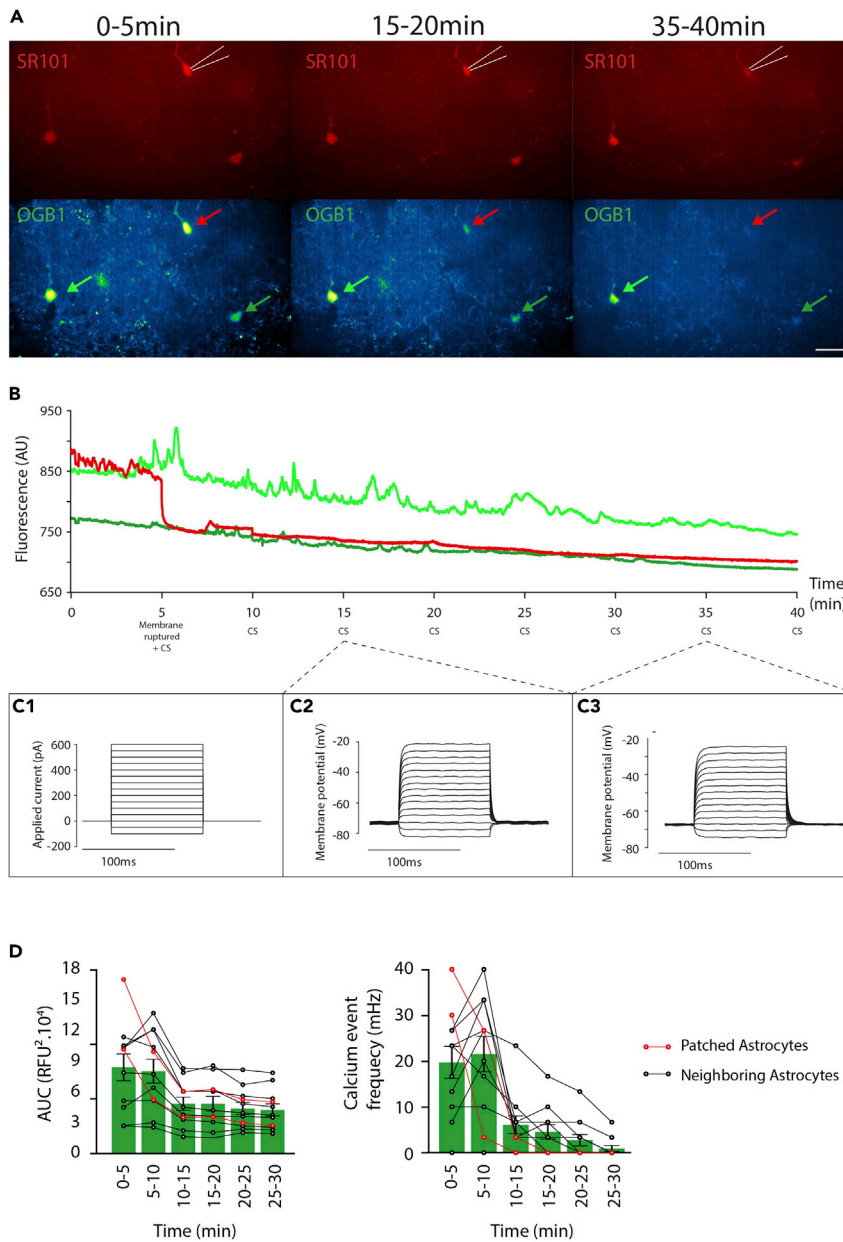 A
0-5min 15-20min 35-40min
SR101 SR101 SR101
OGB1 OGB1 OGB1
B
Fluorescence (AU)
950
850
750
650
0 5 10 15 20 25 30 35 40
Time
(min)
Membrane
ruptured
+ CS
CS CS CS CS CS CS CS
C1
Applied current (pA)
600
400
200
0
-200
100ms
C2
Membrane potential (mV)
-20
-40
-60
-80
100ms
C3
Membrane potential (mV)
-20
-40
-60
-80
100ms
D
AUC (RFU².10⁴)
18
12
9
6
0
0-5 5-10 10-15 15-20 20-25 25-30
Time (min)
Calcium event
frequecy (mHz)
40
30
20
10
0
0-5 5-10 10-15 15-20 20-25 25-30
Time (min)
Patched Astrocytes
Neighboring Astrocytes